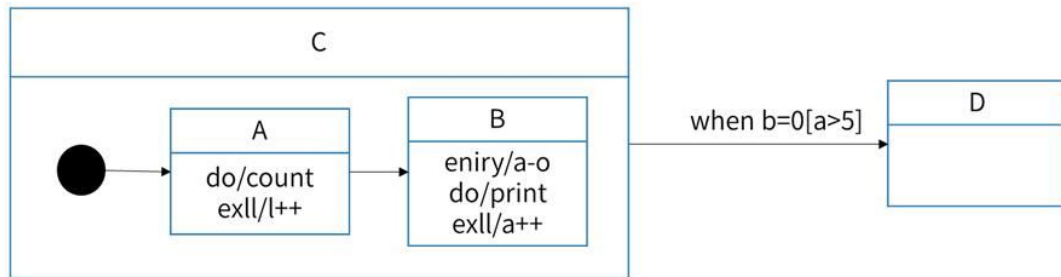 C
A
do/count
exll/l++
B
eniry/a-o
do/print
exll/a++
when b=0[a>5]
D